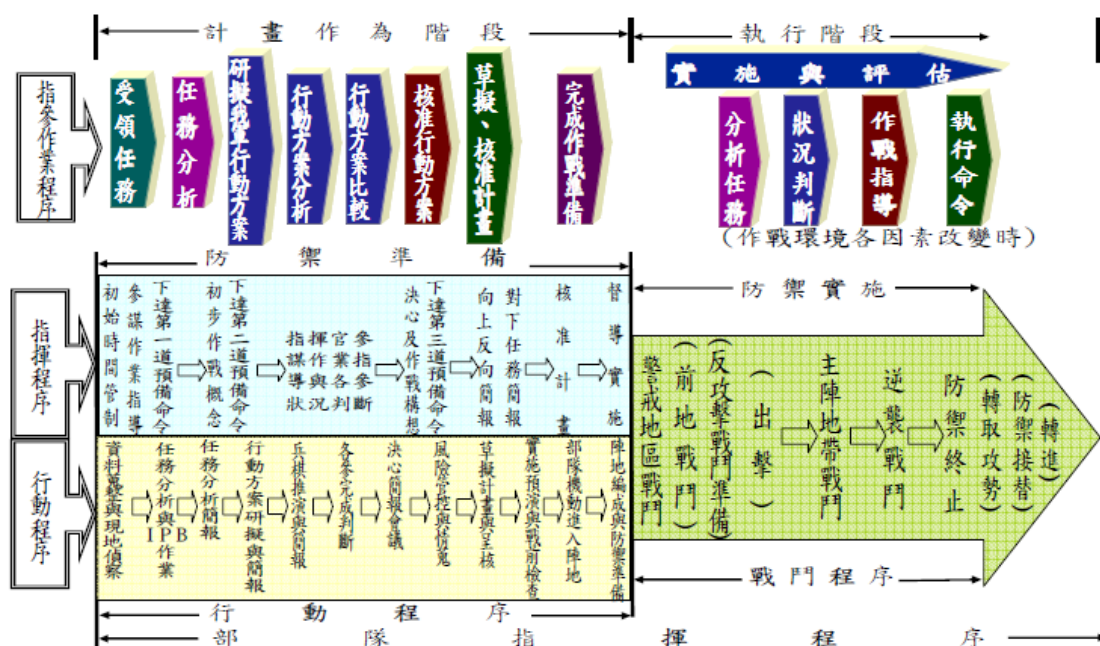 計畫作為階段
執行階段
指參作業程序
受領任務
任務分析
研擬我軍行動方案
行動方案分析
行動方案比較
核准行動方案
草擬、核准計畫
完成作戰準備
實施與評估
分析任務
狀況判斷
作戰指導
執行命令
(作戰環境各因素改變時)
防禦準備
防禦實施
指揮程序
初始時間管制
參謀作業指導
下達第一道預備命令
初步作戰概念
下達第二道預備命令
指揮官參
謀作業指
導與各參
狀況判斷
決心及作戰構想
下達第三道預備命令
向上反向簡報
對下任務簡報
核准計畫
督導實施
警戒地區戰鬥
(前地戰鬥)
(反攻擊戰鬥準備)
(出擊)
主陣地帶戰鬥
逆襲戰鬥
防禦終止
(轉取攻勢)
(防禦接替)
(轉進)
行動程序
資料蒐整與現地偵察
任務分析與IPB作業
任務分析簡報
行動方案研擬與簡報
兵棋推演與簡報
各參完成判斷
決心簡報會議
風險管控與
草擬計畫與呈核
實施預演與戰前檢查
部隊機動進入陣地
陣地編成與防禦準備
戰鬥程序
行動程序
部隊指揮程序